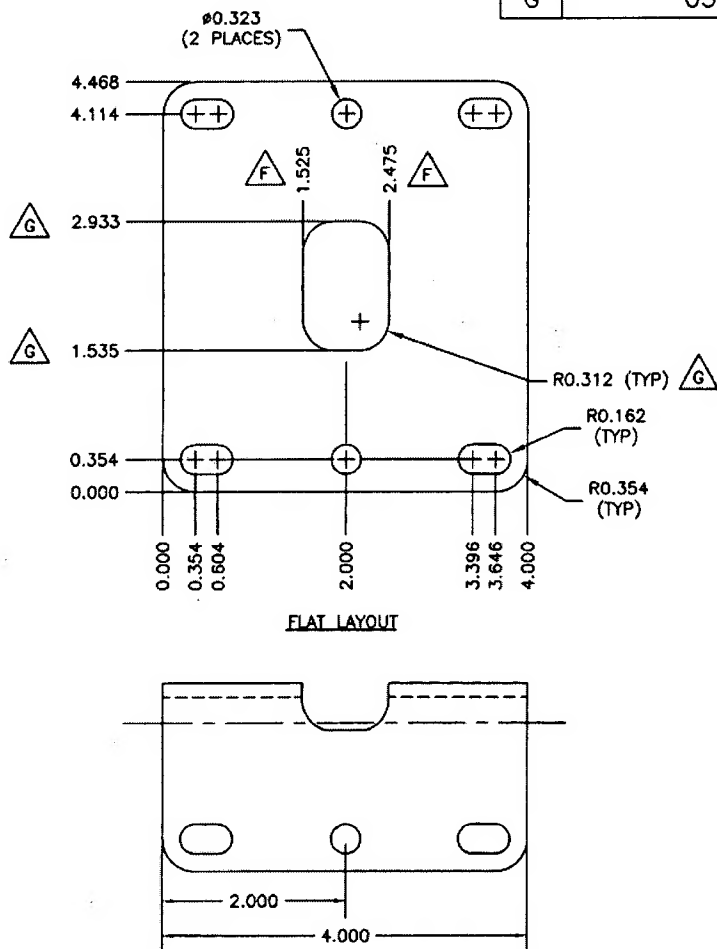 G
ø0.323
(2 PLACES)
4.468
4.114
F
1.525
2.475
F
G
2.933
G
1.535
R0.312 (TYP)
G
R0.162
(TYP)
0.354
0.000
R0.354
(TYP)
0.000
0.354
0.604
2.000
3.396
3.646
4.000
FLAT LAYOUT
2.000
4.000